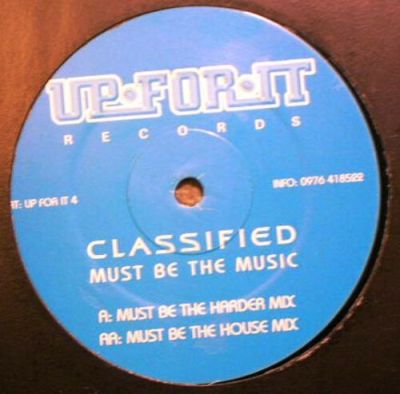 UP·FOR·IT
RECORDS
RT: UP FOR IT 4
INFO: 0976 418522
CLASSIFIED
MUST BE THE MUSIC
A: MUST BE THE HARDER MIX
AA: MUST BE THE HOUSE MIX